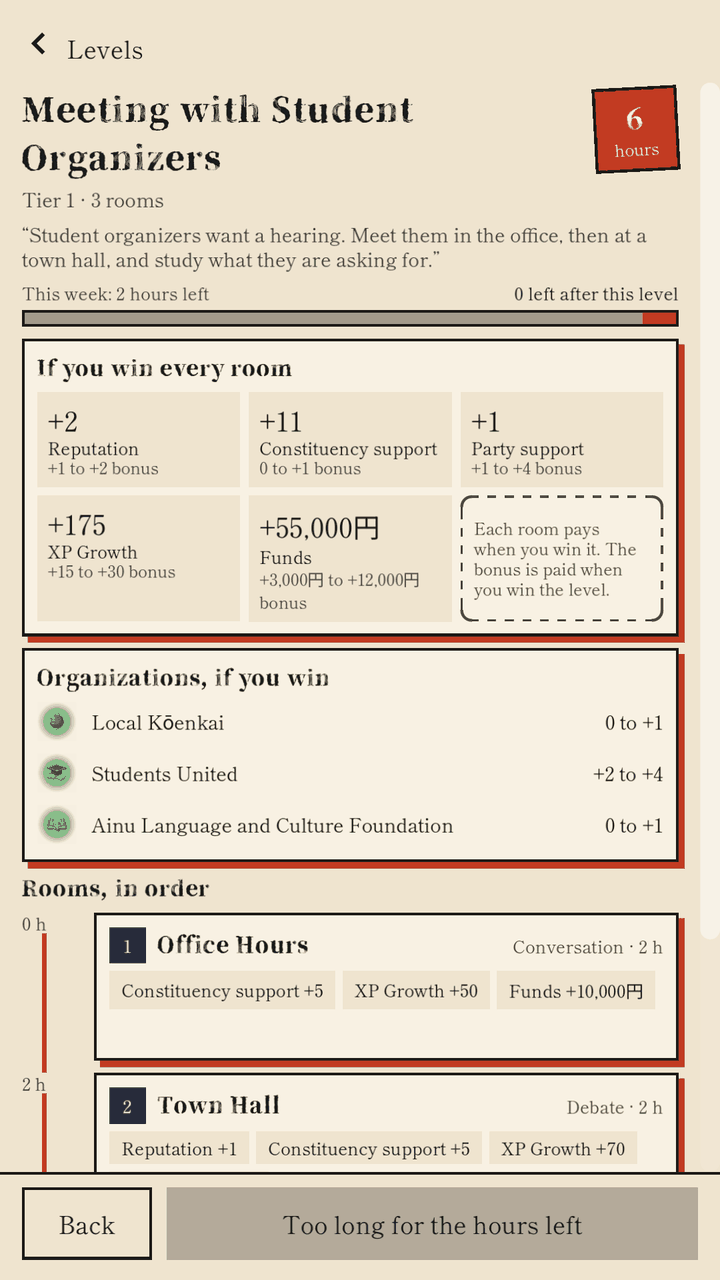 Levels
Meeting with Student
Organizers
6
hours
Tier 1 · 3 rooms
“Student organizers want a hearing. Meet them in the office, then at a
town hall, and study what they are asking for.”
This week: 2 hours left
0 left after this level
If you win every room
+2
Reputation
+1 to +2 bonus
+11
Constituency support
0 to +1 bonus
+1
Party support
+1 to +4 bonus
+175
XP Growth
+15 to +30 bonus
+55,000円
Funds
+3,000円 to +12,000円
bonus
Each room pays
when you win it. The
bonus is paid when
you win the level.
Organizations, if you win
Local Kōenkai
0 to +1
Students United
+2 to +4
Ainu Language and Culture Foundation
0 to +1
Rooms, in order
0 h
1
Office Hours
Conversation · 2 h
Constituency support +5
XP Growth +50
Funds +10,000円
2 h
2
Town Hall
Debate · 2 h
Reputation +1
Constituency support +5
XP Growth +70
Back
Too long for the hours left